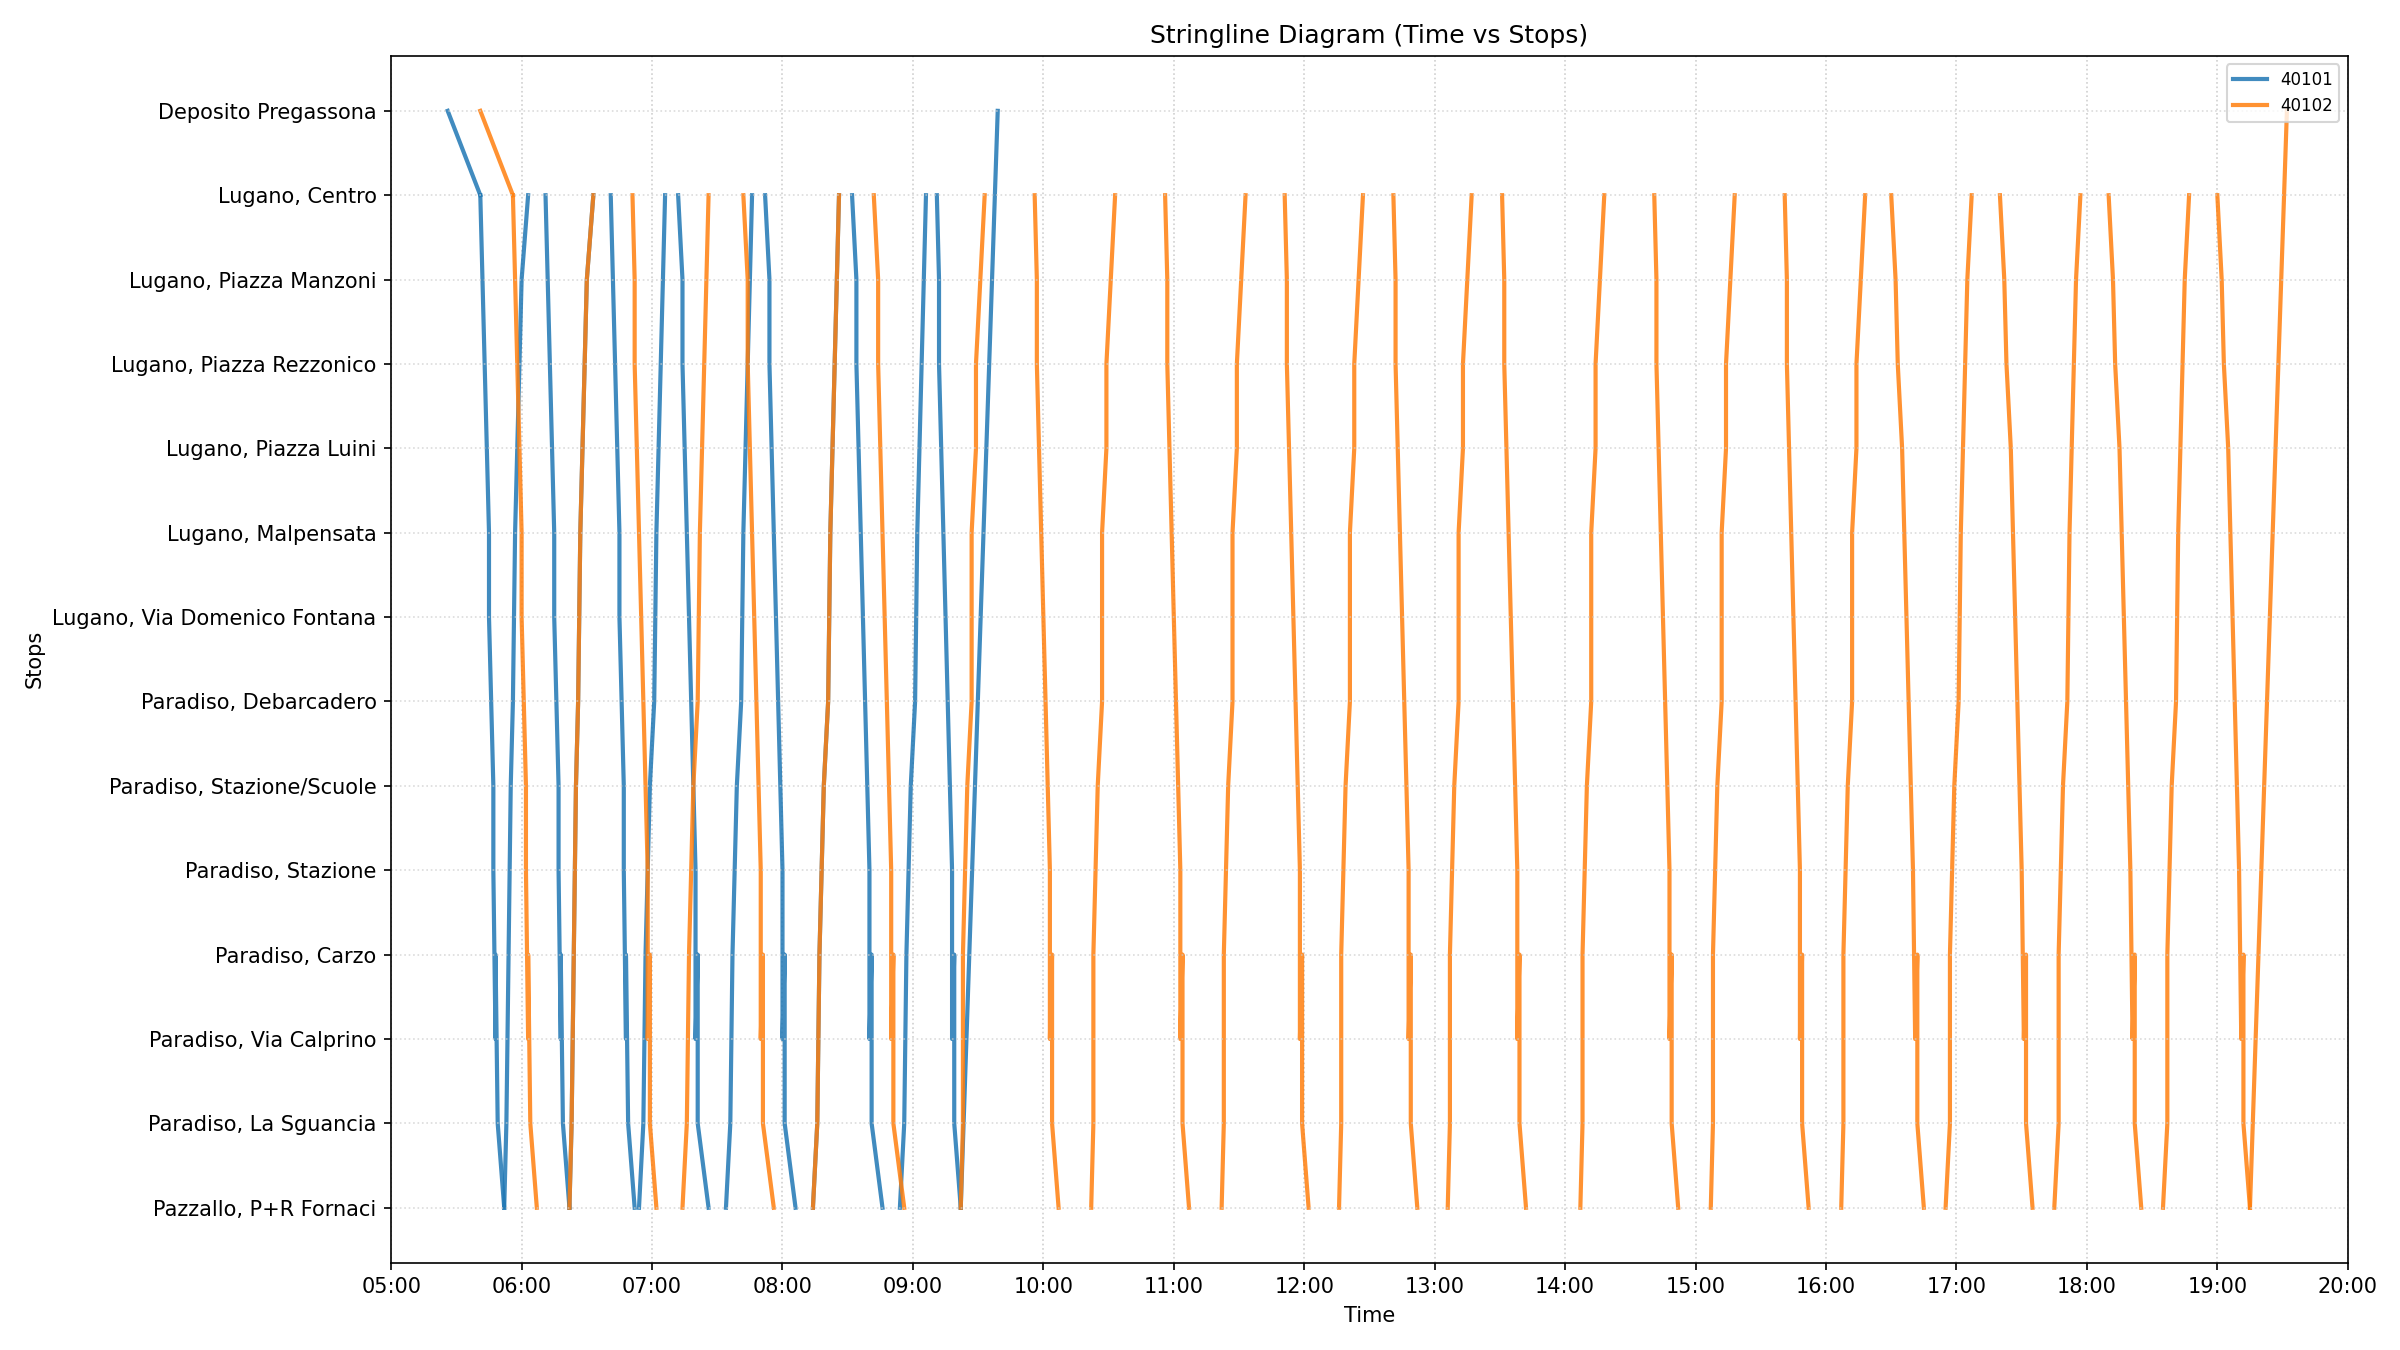 Stringline Diagram (Time vs Stops)
40101
40102
Stops
Deposito Pregassona
Lugano, Centro
Lugano, Piazza Manzoni
Lugano, Piazza Rezzonico
Lugano, Piazza Luini
Lugano, Malpensata
Lugano, Via Domenico Fontana
Paradiso, Debarcadero
Paradiso, Stazione/Scuole
Paradiso, Stazione
Paradiso, Carzo
Paradiso, Via Calprino
Paradiso, La Sguancia
Pazzallo, P+R Fornaci
05:00 06:00 07:00 08:00 09:00 10:00 11:00 12:00 13:00 14:00 15:00 16:00 17:00 18:00 19:00 20:00
Time